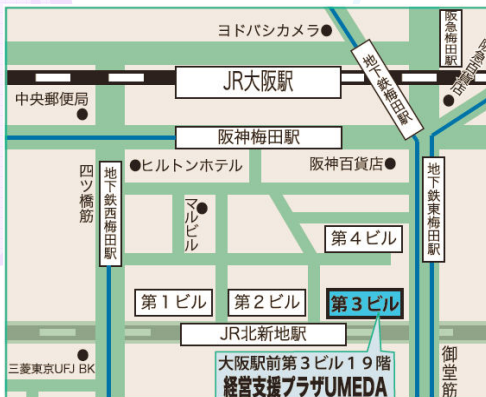 ヨドバシカメラ
阪急梅田駅
阪急百貨店
地下鉄梅田駅
JR大阪駅
中央郵便局
阪神梅田駅
ヒルトンホテル
阪神百貨店
四ツ橋筋
地下鉄西梅田駅
マルビル
地下鉄東梅田駅
第4ビル
第1ビル
第2ビル
第3ビル
JR北新地駅
三菱東京UFJ BK
御堂筋
大阪駅前第3ビル19階
経営支援プラザUMEDA